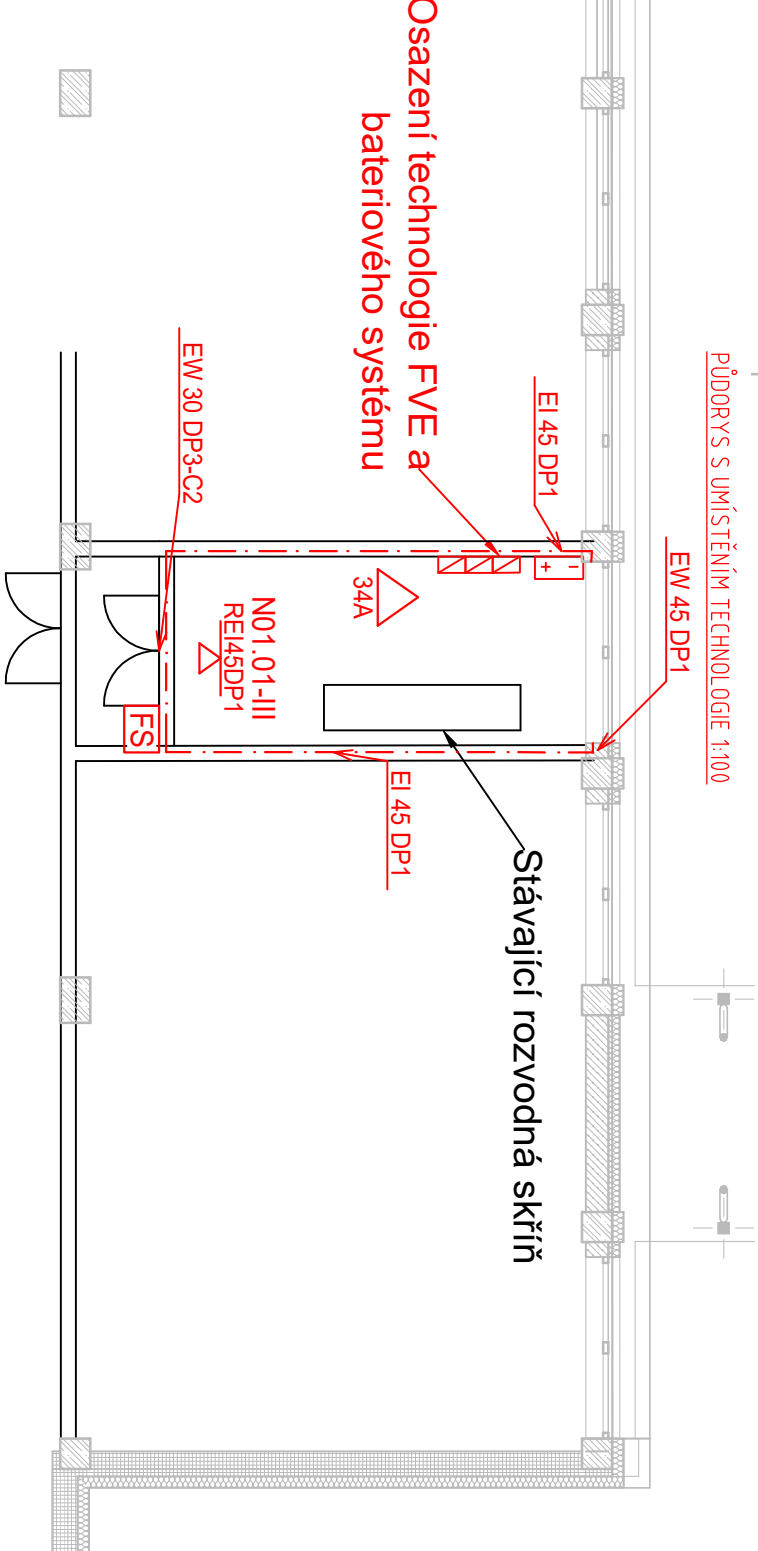 PŮDORYS S UMÍSTĚNÍM TECHNOLOGIE 1:100
EW 45 DP1
EI 45 DP1
Osazení technologie FVE a
bateriového systému
EW 30 DP3-C2
+ -
34A
N01.01-III
REI45DP1
FS
EI 45 DP1
Stávající rozvodná skříň